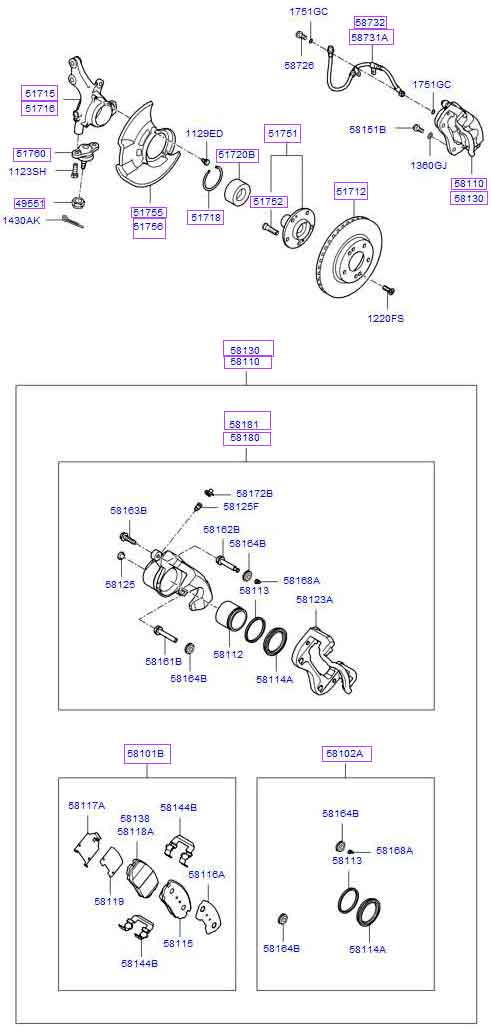 1751GC
58732
58731A
58726
1751GC
51715
51716
58151B
1129ED
51751
51760
51720B
1360GJ
1123SH
58110
58130
51712
51752
49551
51755
51756
51718
1430AK
1220FS
58130
58110
58181
58180
58172B
58125F
58163B
58162B
58164B
58125
58168A
58113
58123A
58112
58161B
58164B
58114A
58101B
58102A
58117A
58144B
58138
58118A
58164B
58168A
58113
58116A
58119
58115
58144B
58164B
58114A